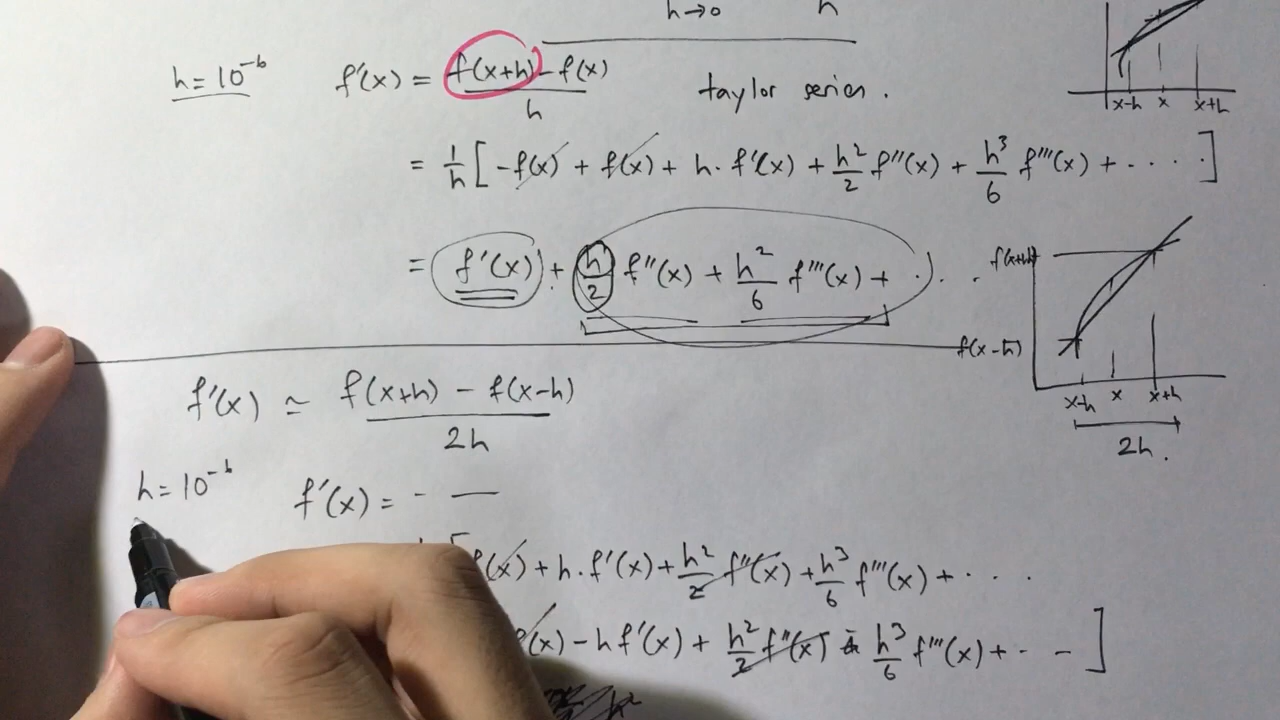 h→0 h
h = 10⁻⁶ f'(x) = f(x+h) - f(x) / h
taylor series.
= 1/h [ -f(x) + f(x) + h. f'(x) + h²/2 f''(x) + h³/6 f'''(x) + . . . . ]
= f'(x) + h/2 f''(x) + h²/6 f'''(x) + . . .
x-h x x+h
f(x+h)
f(x-h)
x-h x x+h
2h.
f'(x) ≃ f(x+h) - f(x-h) / 2h
h = 10⁻⁶ f'(x) = - —
f(x) + h. f'(x) + h²/2 f''(x) + h³/6 f'''(x) + . . .
f(x) - h f'(x) + h²/2 f''(x) - h³/6 f'''(x) + - - ]
h²